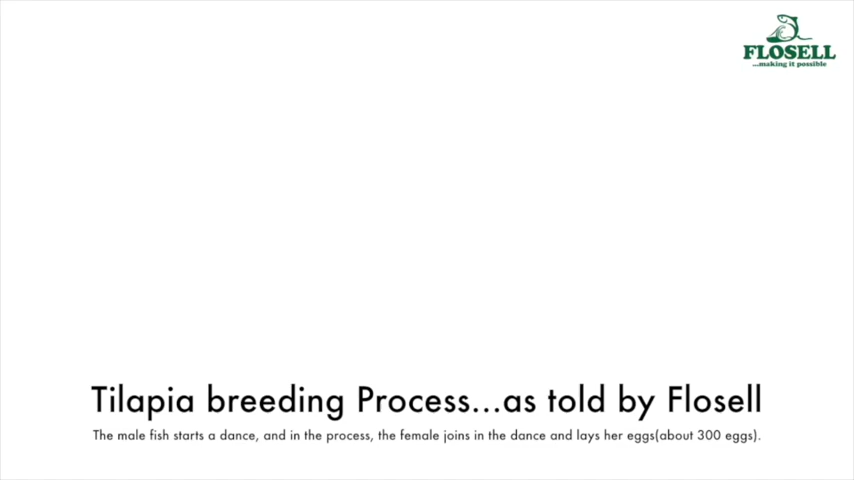 FLOSELL
...making it possible
Tilapia breeding Process...as told by Flosell
The male fish starts a dance, and in the process, the female joins in the dance and lays her eggs(about 300 eggs).